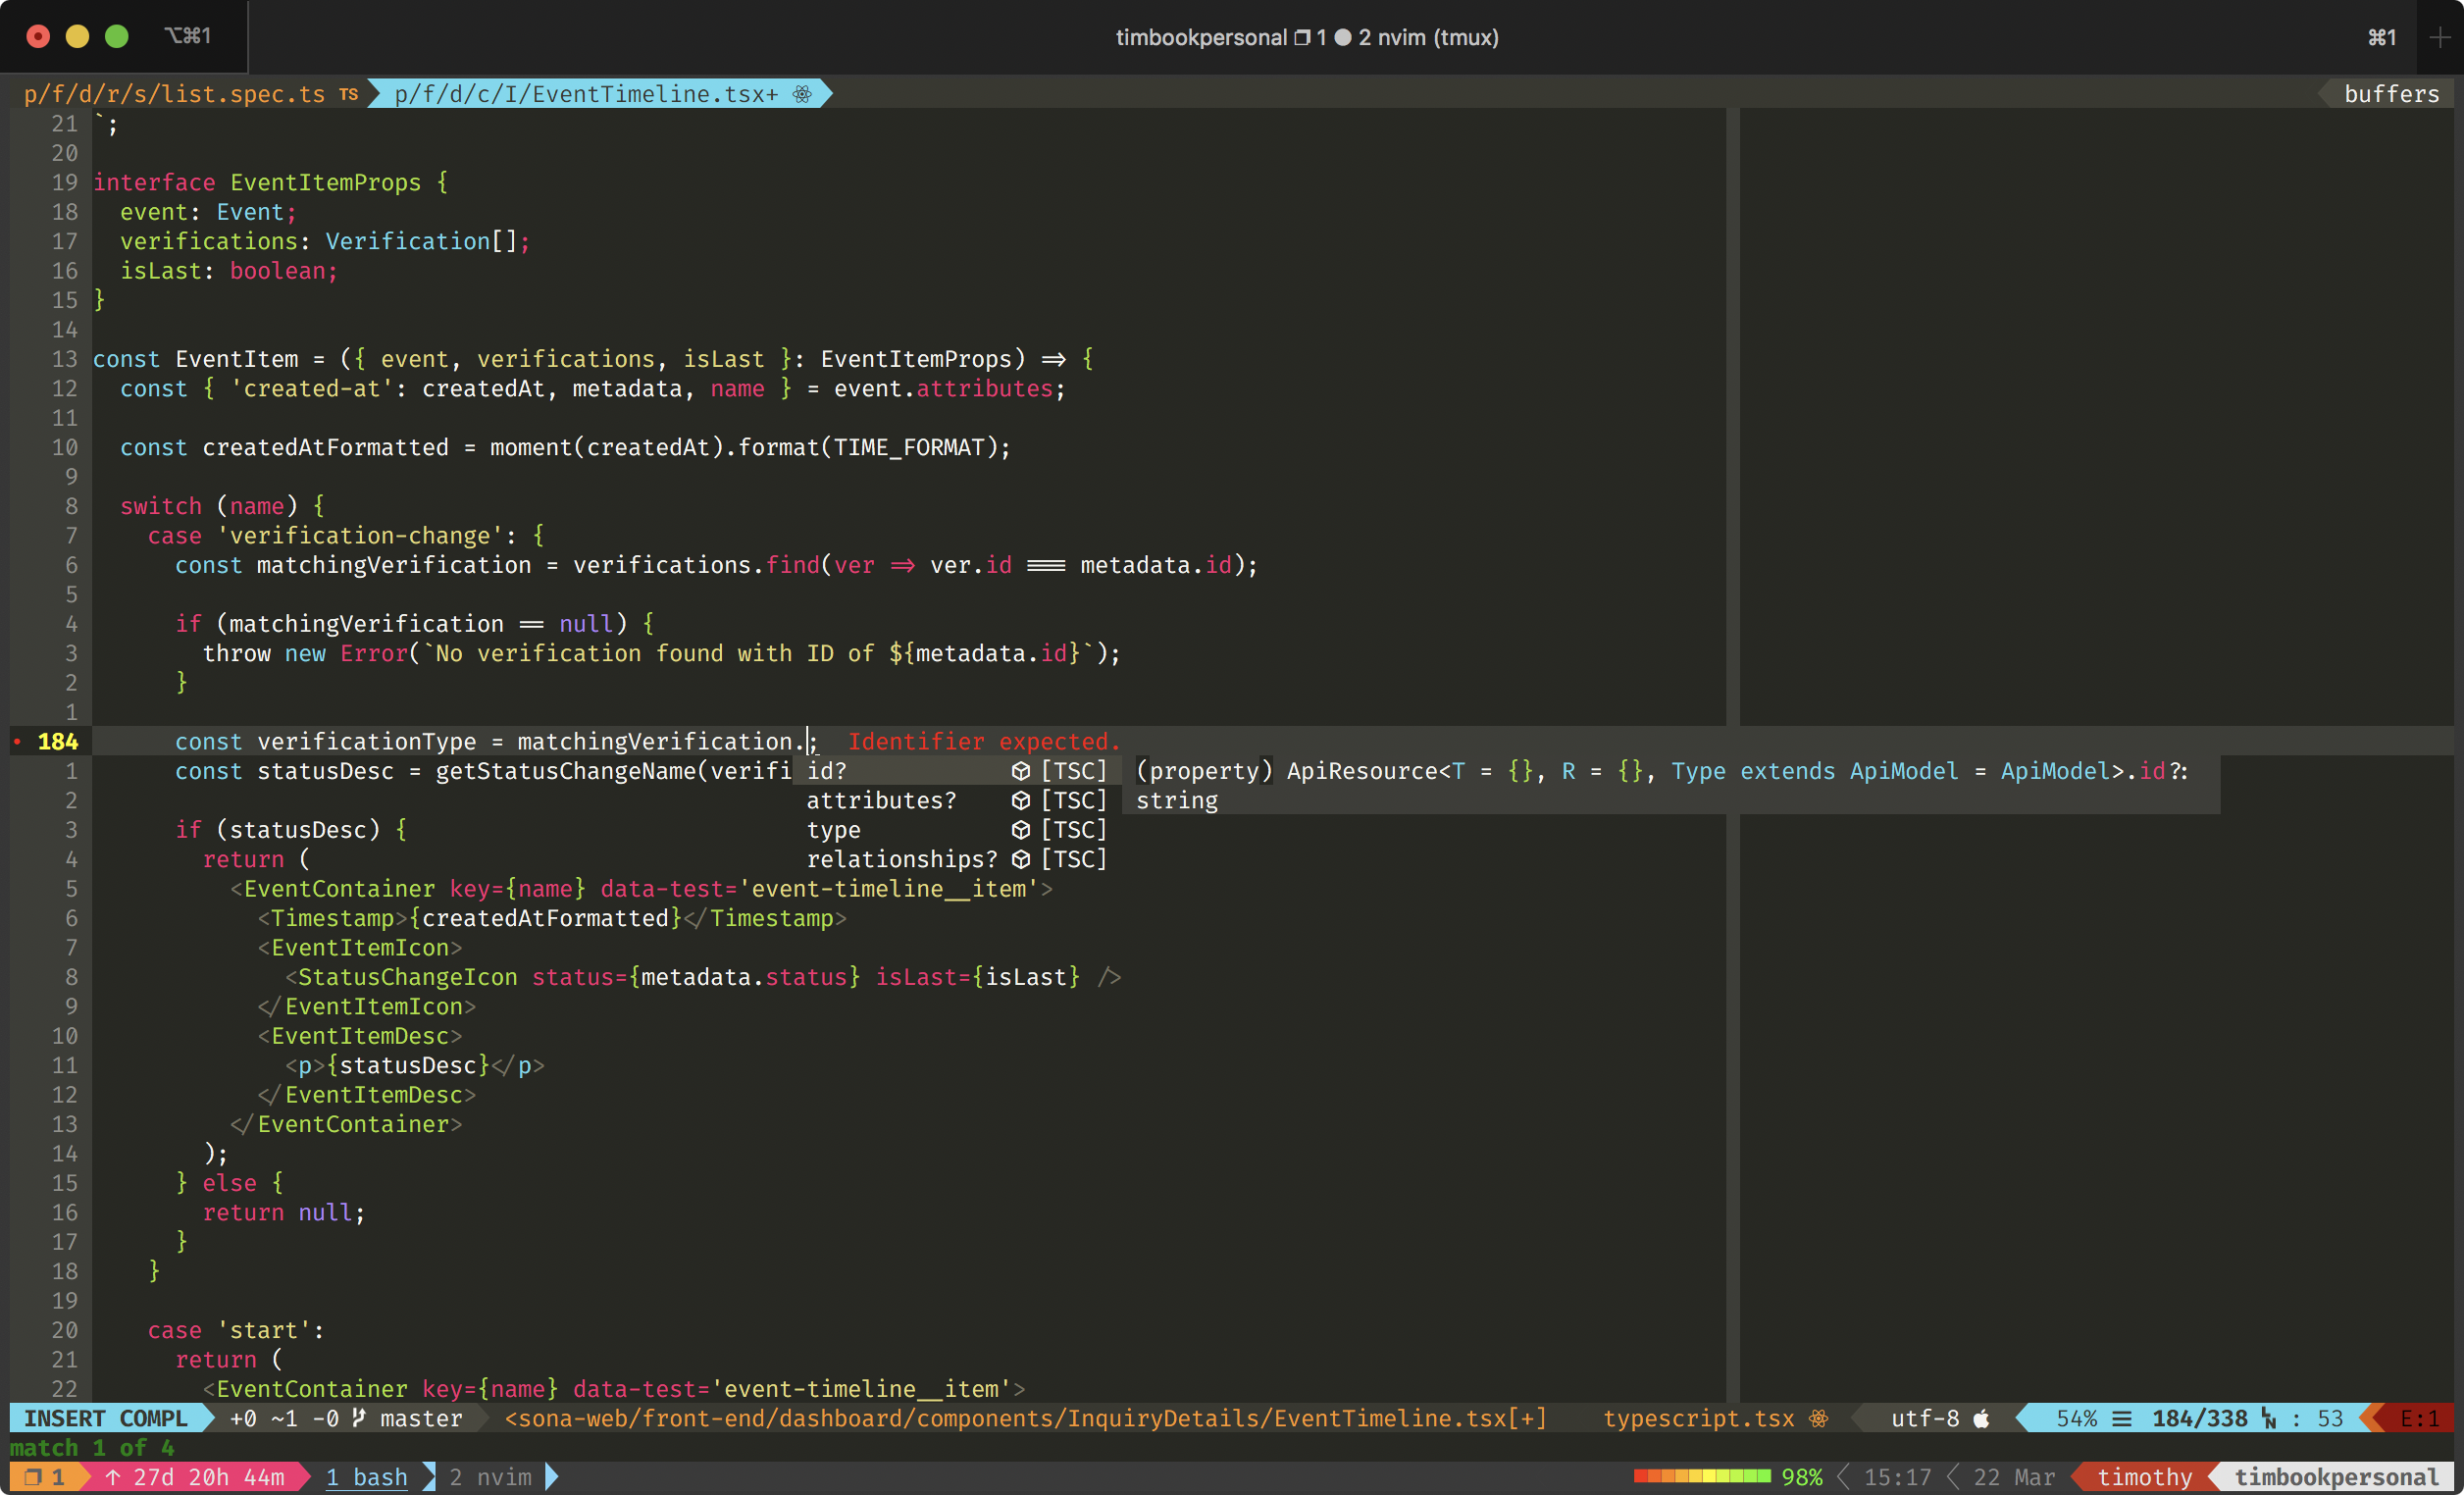 ⌥⌘1 timbookpersonal ❐ 1 ● 2 nvim (tmux) ⌘1 +
p/f/d/r/s/list.spec.ts TS p/f/d/c/I/EventTimeline.tsx+ buffers
21 `;
20
19 interface EventItemProps {
18 event: Event;
17 verifications: Verification[];
16 isLast: boolean;
15 }
14
13 const EventItem = ({ event, verifications, isLast }: EventItemProps) => {
12 const { 'created-at': createdAt, metadata, name } = event.attributes;
11
10 const createdAtFormatted = moment(createdAt).format(TIME_FORMAT);
9
8 switch (name) {
7 case 'verification-change': {
6 const matchingVerification = verifications.find(ver => ver.id === metadata.id);
5
4 if (matchingVerification == null) {
3 throw new Error(`No verification found with ID of ${metadata.id}`);
2 }
1
• 184 const verificationType = matchingVerification.; Identifier expected.
1 const statusDesc = getStatusChangeName(verifi id? [TSC] (property) ApiResource<T = {}, R = {}, Type extends ApiModel = ApiModel>.id?:
2 attributes? [TSC] string
3 if (statusDesc) { type [TSC]
4 return ( relationships? [TSC]
5 <EventContainer key={name} data-test='event-timeline__item'>
6 <Timestamp>{createdAtFormatted}</Timestamp>
7 <EventItemIcon>
8 <StatusChangeIcon status={metadata.status} isLast={isLast} />
9 </EventItemIcon>
10 <EventItemDesc>
11 <p>{statusDesc}</p>
12 </EventItemDesc>
13 </EventContainer>
14 );
15 } else {
16 return null;
17 }
18 }
19
20 case 'start':
21 return (
22 <EventContainer key={name} data-test='event-timeline__item'>
INSERT COMPL +0 ~1 -0 master <sona-web/front-end/dashboard/components/InquiryDetails/EventTimeline.tsx[+] typescript.tsx utf-8 54% ☰ 184/338 : 53 E:1
match 1 of 4
❐ 1 ↑ 27d 20h 44m 1 bash 2 nvim 98% 15:17 22 Mar timothy timbookpersonal